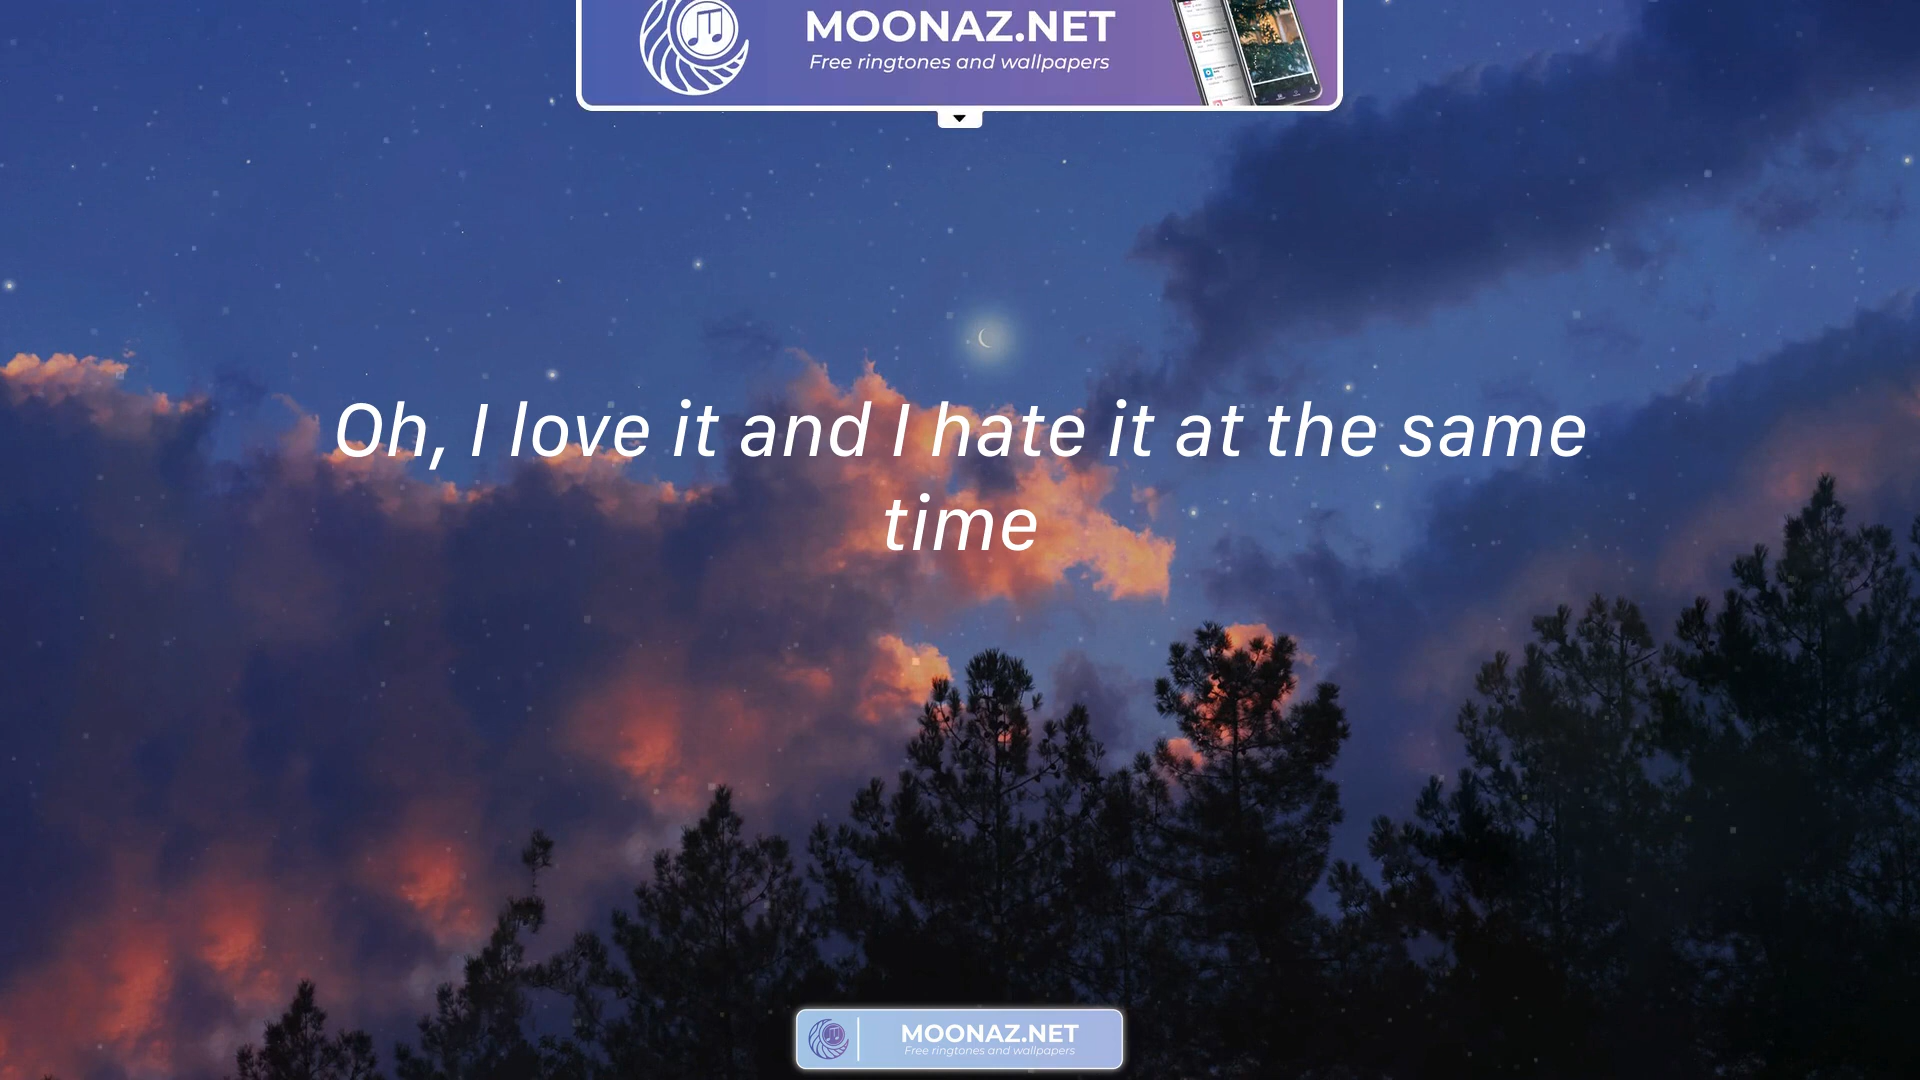 MOONAZ.NET
Free ringtones and wallpapers
Oh, I love it and I hate it at the same
time
MOONAZ.NET
Free ringtones and wallpapers